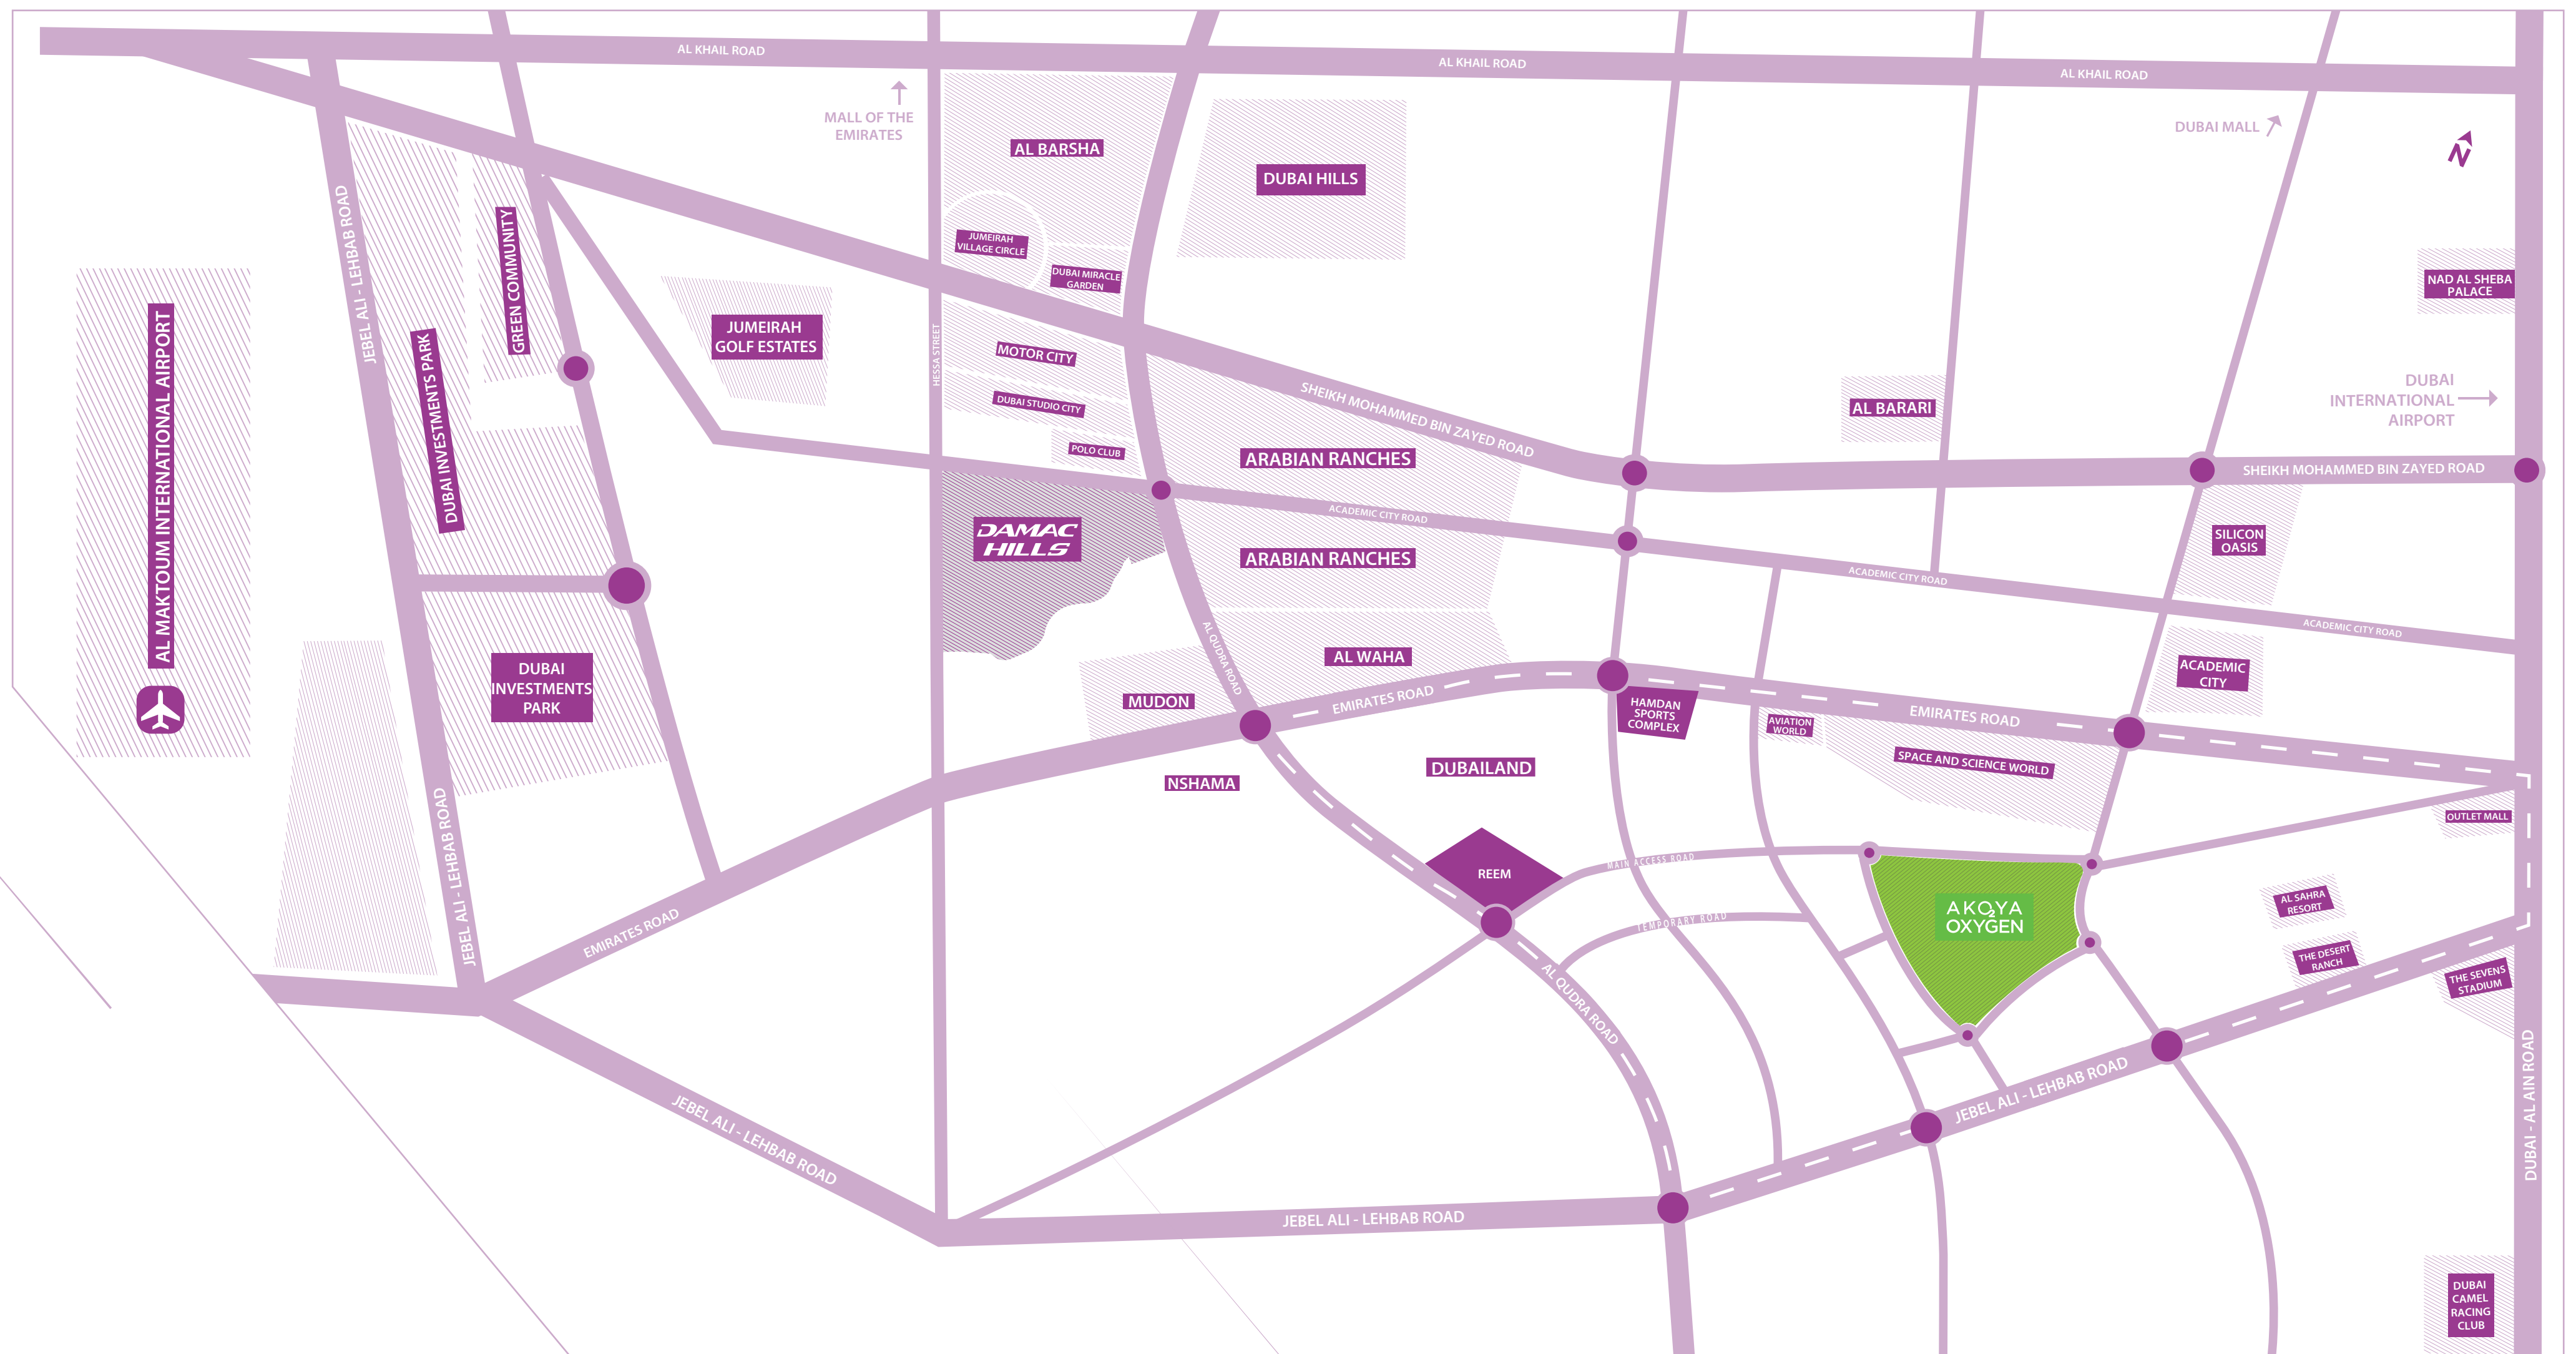 AL KHAIL ROAD
AL KHAIL ROAD
AL KHAIL ROAD
MALL OF THE
EMIRATES
DUBAI MALL
N
AL BARSHA
DUBAI HILLS
JEBEL ALI - LEHBAB ROAD
GREEN COMMUNITY
JUMEIRAH
VILLAGE CIRCLE
DUBAI MIRACLE
GARDEN
NAD AL SHEBA
PALACE
AL MAKTOUM INTERNATIONAL AIRPORT
DUBAI INVESTMENTS PARK
JUMEIRAH
GOLF ESTATES
HESSA STREET
MOTOR CITY
DUBAI STUDIO CITY
POLO CLUB
SHEIKH MOHAMMED BIN ZAYED ROAD
AL BARARI
DUBAI
INTERNATIONAL
AIRPORT
ARABIAN RANCHES
SHEIKH MOHAMMED BIN ZAYED ROAD
ACADEMIC CITY ROAD
DAMAC
HILLS
ARABIAN RANCHES
SILICON
OASIS
ACADEMIC CITY ROAD
ACADEMIC CITY ROAD
AL QUDRA ROAD
AL WAHA
ACADEMIC
CITY
DUBAI
INVESTMENTS
PARK
MUDON
EMIRATES ROAD
HAMDAN
SPORTS
COMPLEX
AVIATION
WORLD
EMIRATES ROAD
SPACE AND SCIENCE WORLD
NSHAMA
DUBAILAND
OUTLET MALL
JEBEL ALI - LEHBAB ROAD
REEM
MAIN ACCESS ROAD
TEMPORARY ROAD
AKO2YA
OXYGEN
AL SAHRA
RESORT
THE DESERT
RANCH
THE SEVENS
STADIUM
EMIRATES ROAD
AL QUDRA ROAD
JEBEL ALI - LEHBAB ROAD
JEBEL ALI - LEHBAB ROAD
DUBAI - AL AIN ROAD
JEBEL ALI - LEHBAB ROAD
DUBAI
CAMEL
RACING
CLUB